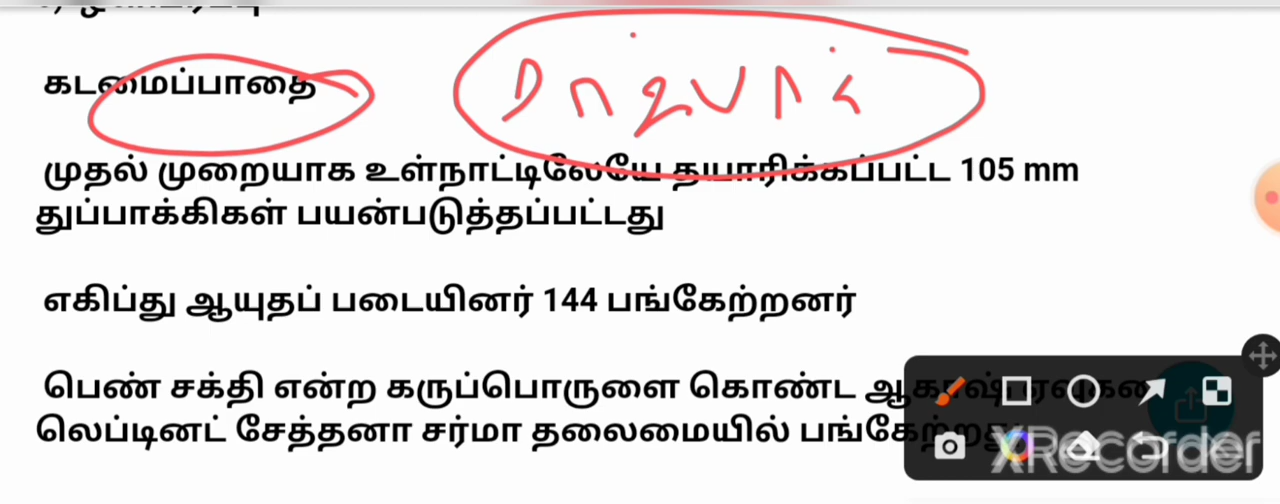 கடமைப்பாதை
ராஜபாதை
முதல் முறையாக உள்நாட்டிலேயே தயாரிக்கப்பட்ட 105 mm
துப்பாக்கிகள் பயன்படுத்தப்பட்டது
எகிப்து ஆயுதப் படையினர் 144 பங்கேற்றனர்
பெண் சக்தி என்ற கருப்பொருளை கொண்ட
லெப்டினட் சேத்தனா சர்மா தலைமையில்
XRecorder